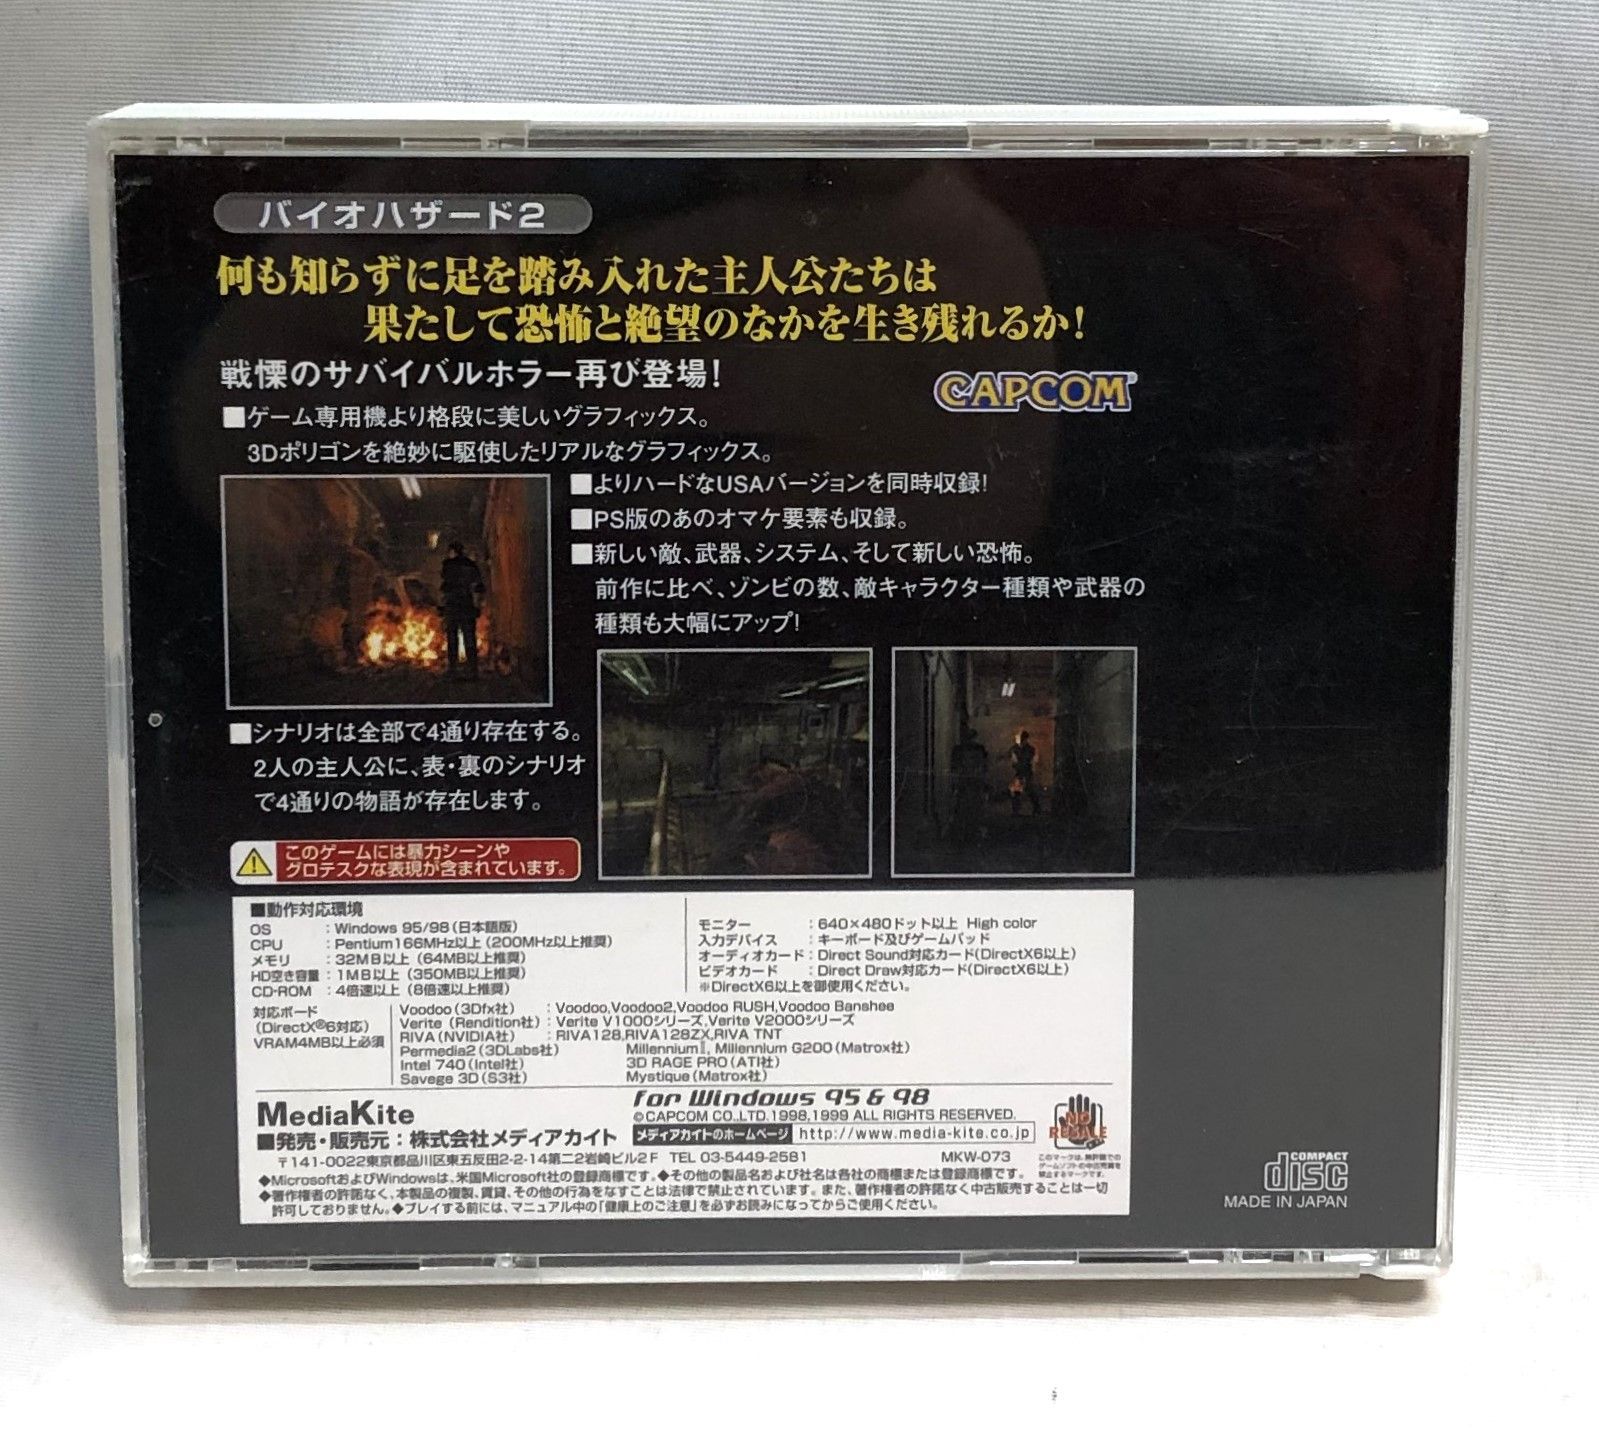 バイオハザード2
何も知らずに足を踏み入れた主人公たちは
果たして恐怖と絶望のなかを生き残れるか!
戦慄のサバイバルホラー再び登場!
CAPCOM
■ゲーム専用機より格段に美しいグラフィックス。
3Dポリゴンを絶妙に駆使したリアルなグラフィックス。
■よりハードなUSAバージョンを同時収録!
■PS版のあのオマケ要素も収録。
■新しい敵、武器、システム、そして新しい恐怖。
前作に比べ、ゾンビの数、敵キャラクター種類や武器の
種類も大幅にアップ!
■シナリオは全部で4通り存在する。
2人の主人公に、表・裏のシナリオ
で4通りの物語が存在します。
このゲームには暴力シーンや
グロテスクな表現が含まれています。
■動作対応環境
OS : Windows 95/98(日本語版)
CPU : Pentium166MHz以上(200MHz以上推奨)
メモリ : 32MB以上(64MB以上推奨)
HD空き容量 : 1MB以上(350MB以上推奨)
CD-ROM : 4倍速以上(8倍速以上推奨)
モニター : 640×480ドット以上 High color
入力デバイス : キーボード及びゲームパッド
オーディオカード : Direct Sound対応カード(DirectX6以上)
ビデオカード : Direct Draw対応カード(DirectX6以上)
※DirectX6以上を御使用ください。
対応ボード
(DirectX®6対応)
VRAM4MB以上必須
Voodoo(3Dfx社) : Voodoo,Voodoo2,Voodoo RUSH,Voodoo Banshee
Verite(Rendition社) : Verite V1000シリーズ,Verite V2000シリーズ
RIVA(NVIDIA社) : RIVA128,RIVA128ZX,RIVA TNT
Permedia2(3DLabs社) MillenniumⅡ, Millennium G200(Matrox社)
Intel 740(Intel社) 3D RAGE PRO(ATI社)
Savege 3D(S3社) Mystique(Matrox社)
MediaKite
for Windows 95 & 98
©CAPCOM CO.,LTD.1998,1999 ALL RIGHTS RESERVED.
■発売・販売元:株式会社メディアカイト
メディアカイトのホームページ http://www.media-kite.co.jp
〒141-0022東京都品川区東五反田2-2-14第二2岩崎ビル2F TEL 03-5449-2581 MKW-073
NO RESALE
このマークは、無許諾での
ゲームソフトの中古売買を
禁止するマークです。
◆MicrosoftおよびWindowsは、米国Microsoft社の登録商標です。◆その他の製品名および社名は各社の商標または登録商標です。
◆著作権者の許諾なく、本製品の複製、賃貸、その他の行為をなすことは法律で禁止されています。また、著作権者の許諾なく中古販売することは一切
許可しておりません。◆プレイする前には、マニュアル中の「健康上のご注意」を必ずお読みになってからご使用ください。
COMPACT
disc
MADE IN JAPAN